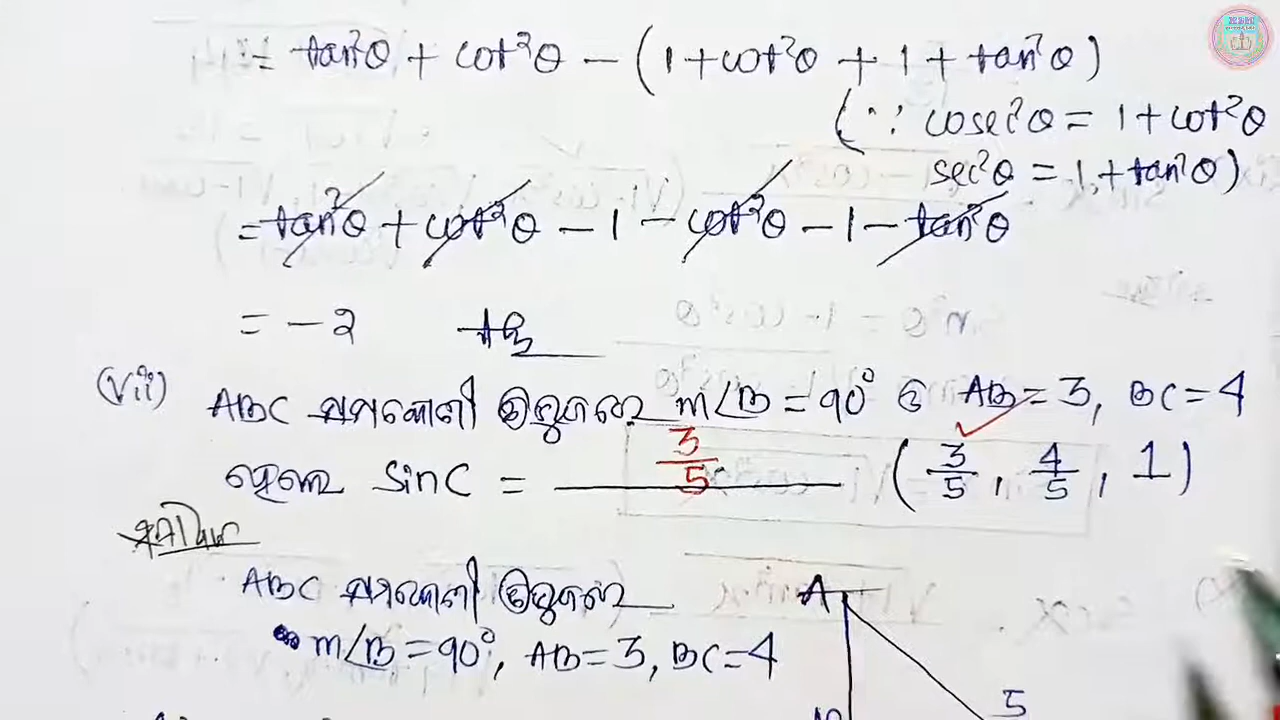 = tan²θ + cot²θ − (1 + cot²θ + 1 + tan²θ)
(∵ cosec²θ = 1 + cot²θ
sec²θ = 1 + tan²θ)
= tan²θ + cot²θ − 1 − cot²θ − 1 − tan²θ
= −2
(vii) ABC ସମକୋଣୀ ତ୍ରିଭୁଜରେ m∠B = 90° ଓ AB = 3, BC = 4
ହେଲେ sinC = 3/5 (3/5, 4/5, 1)
ABC ସମକୋଣୀ ତ୍ରିଭୁଜରେ A
m∠B = 90°, AB = 3, BC = 4
5